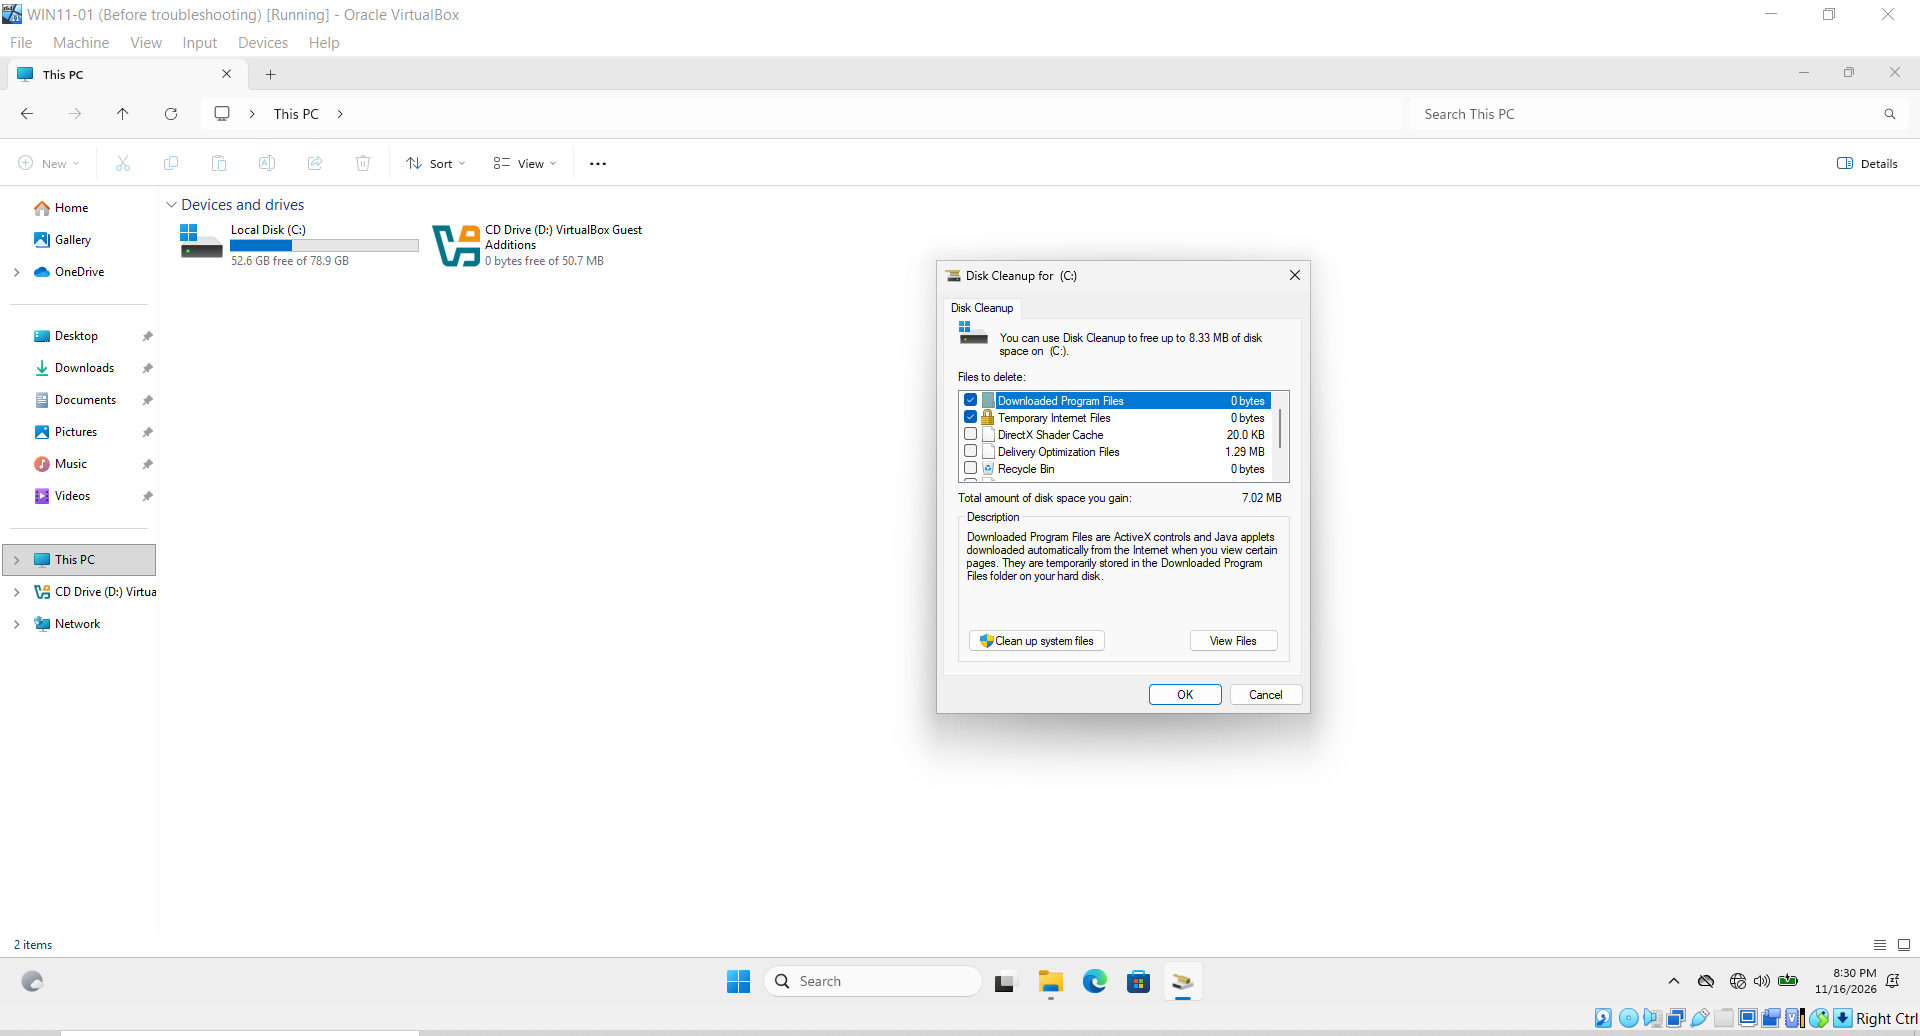 WIN11-01 (Before troubleshooting) [Running] - Oracle VirtualBox
File Machine View Input Devices Help
This PC
This PC
Search This PC
New Sort View Details
Home
Gallery
OneDrive
Desktop
Downloads
Documents
Pictures
Music
Videos
This PC
CD Drive (D:) Virtua
Network
Devices and drives
Local Disk (C:)
52.6 GB free of 78.9 GB
CD Drive (D:) VirtualBox Guest
Additions
0 bytes free of 50.7 MB
Disk Cleanup for (C:)
Disk Cleanup
You can use Disk Cleanup to free up to 8.33 MB of disk
space on (C:).
Files to delete:
Downloaded Program Files 0 bytes
Temporary Internet Files 0 bytes
DirectX Shader Cache 20.0 KB
Delivery Optimization Files 1.29 MB
Recycle Bin 0 bytes
Total amount of disk space you gain: 7.02 MB
Description
Downloaded Program Files are ActiveX controls and Java applets
downloaded automatically from the Internet when you view certain
pages. They are temporarily stored in the Downloaded Program
Files folder on your hard disk.
Clean up system files
View Files
OK
Cancel
2 items
Search
8:30 PM
11/16/2026
Right Ctrl